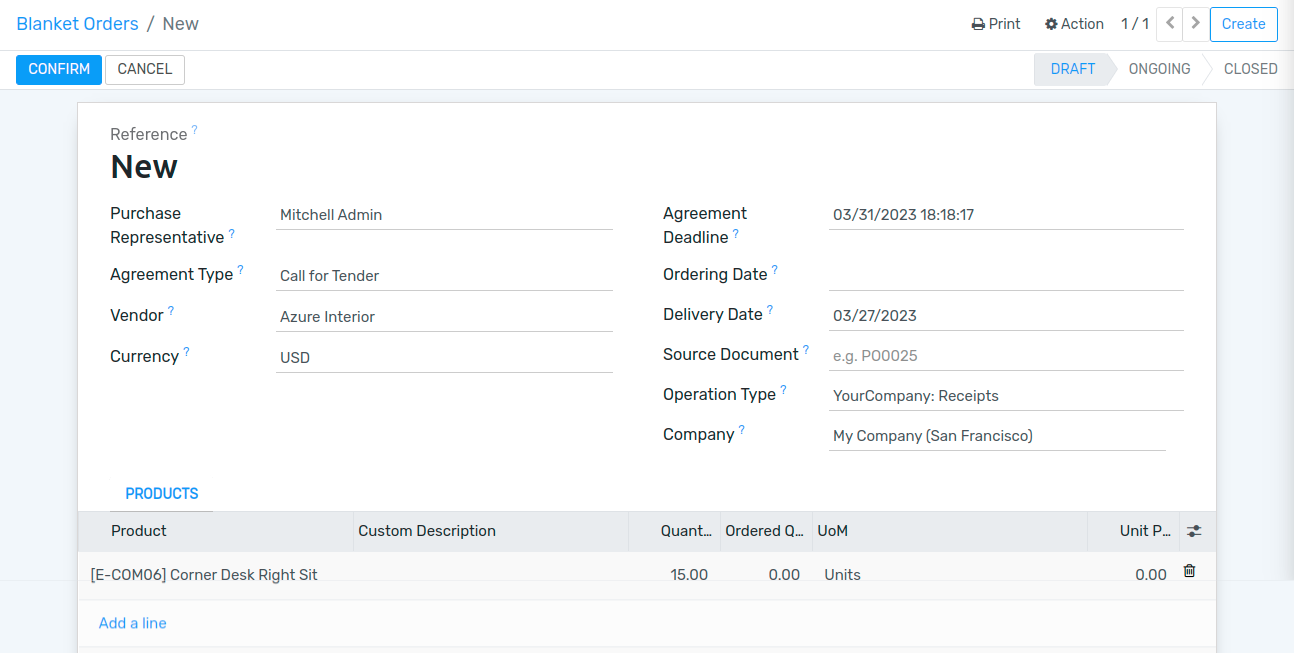 Blanket Orders / New
Print Action 1 / 1 Create
CONFIRM CANCEL
DRAFT ONGOING CLOSED
Reference ?
New
Purchase Representative ? Mitchell Admin
Agreement Type ? Call for Tender
Vendor ? Azure Interior
Currency ? USD
Agreement Deadline ? 03/31/2023 18:18:17
Ordering Date ?
Delivery Date ? 03/27/2023
Source Document ? e.g. PO0025
Operation Type ? YourCompany: Receipts
Company ? My Company (San Francisco)
PRODUCTS
Product Custom Description Quant... Ordered Q... UoM Unit P...
[E-COM06] Corner Desk Right Sit 15.00 0.00 Units 0.00
Add a line